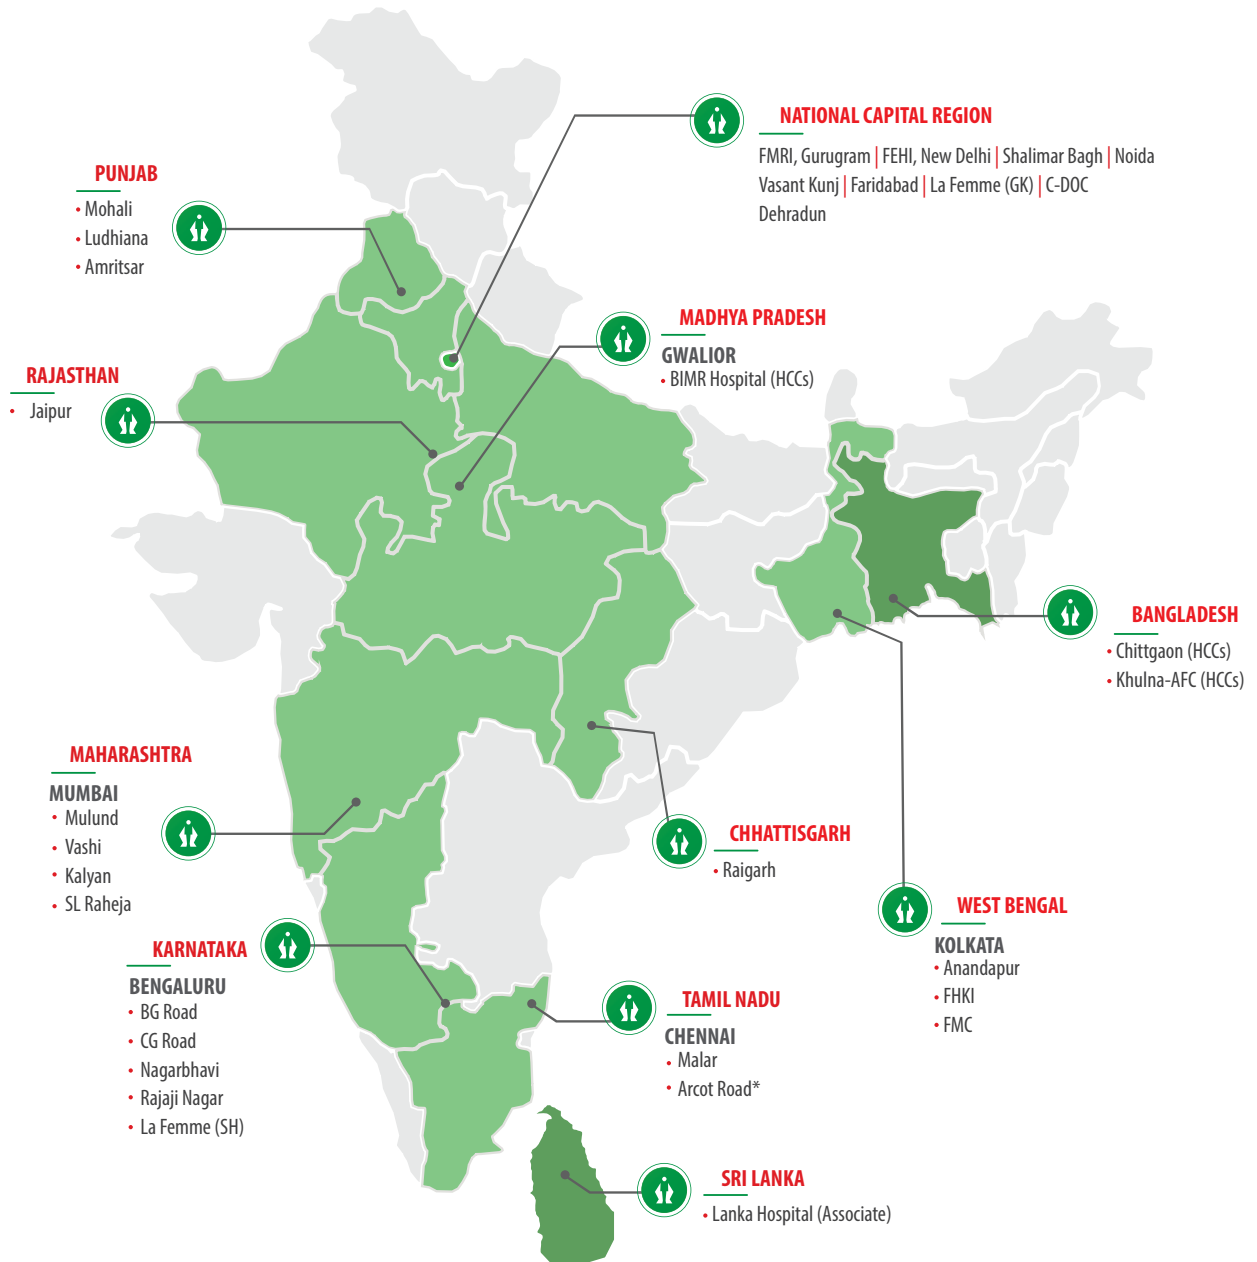 NATIONAL CAPITAL REGION
FMRI, Gurugram | FEHI, New Delhi | Shalimar Bagh | Noida
Vasant Kunj | Faridabad | La Femme (GK) | C-DOC
Dehradun
PUNJAB
• Mohali
• Ludhiana
• Amritsar
MADHYA PRADESH
GWALIOR
• BIMR Hospital (HCCs)
RAJASTHAN
• Jaipur
BANGLADESH
• Chittgaon (HCCs)
• Khulna-AFC (HCCs)
MAHARASHTRA
MUMBAI
• Mulund
• Vashi
• Kalyan
• SL Raheja
CHHATTISGARH
• Raigarh
WEST BENGAL
KOLKATA
• Anandapur
• FHKI
• FMC
KARNATAKA
BENGALURU
• BG Road
• CG Road
• Nagarbhavi
• Rajaji Nagar
• La Femme (SH)
TAMIL NADU
CHENNAI
• Malar
• Arcot Road*
SRI LANKA
• Lanka Hospital (Associate)